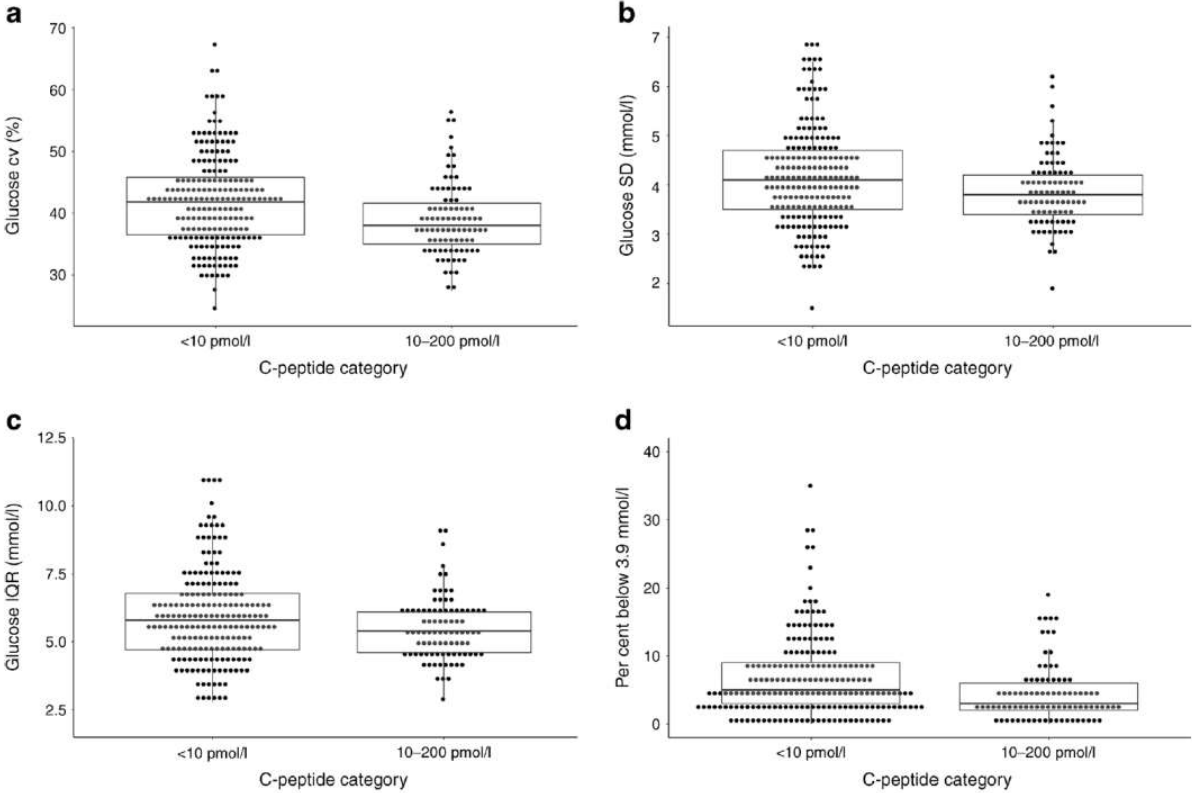 a
70
60
50
40
30
Glucose cv (%)
<10 pmol/l
10–200 pmol/l
C-peptide category
b
7
6
5
4
3
2
Glucose SD (mmol/l)
<10 pmol/l
10–200 pmol/l
C-peptide category
c
12.5
10.0
7.5
5.0
2.5
Glucose IQR (mmol/l)
<10 pmol/l
10–200 pmol/l
C-peptide category
d
40
30
20
10
0
Per cent below 3.9 mmol/l
<10 pmol/l
10–200 pmol/l
C-peptide category